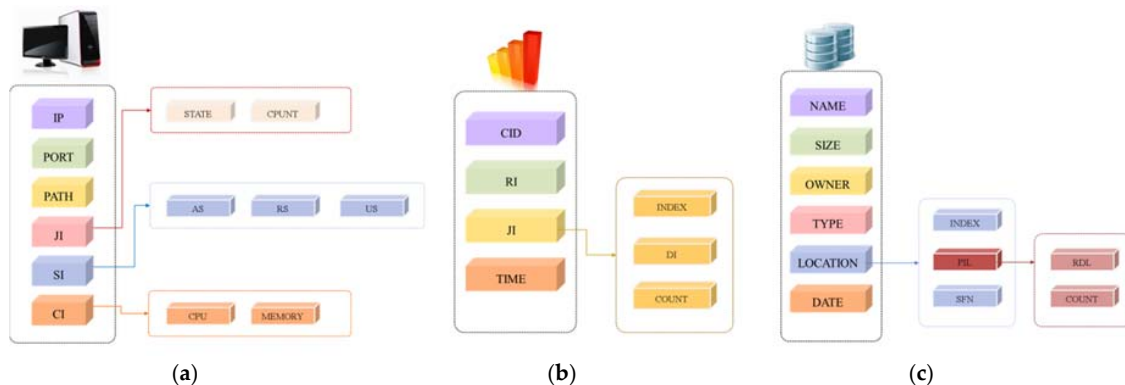 IP
PORT
PATH
JI
SI
CI
STATE CPUNT
AS RS US
CPU MEMORY
(a)
CID
RI
JI
TIME
INDEX
DI
COUNT
(b)
NAME
SIZE
OWNER
TYPE
LOCATION
DATE
INDEX
PIL
SFN
RDL
COUNT
(c)